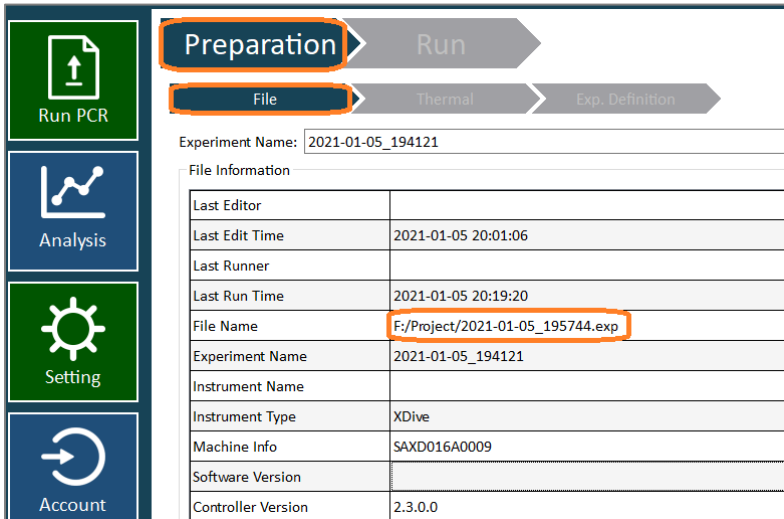 Preparation
Run
File
Thermal
Exp. Definition
Run PCR
Analysis
Setting
Account
Experiment Name: 2021-01-05_194121
File Information
Last Editor
Last Edit Time 2021-01-05 20:01:06
Last Runner
Last Run Time 2021-01-05 20:19:20
File Name F:/Project/2021-01-05_195744.exp
Experiment Name 2021-01-05_194121
Instrument Name
Instrument Type XDive
Machine Info SAXD016A0009
Software Version
Controller Version 2.3.0.0